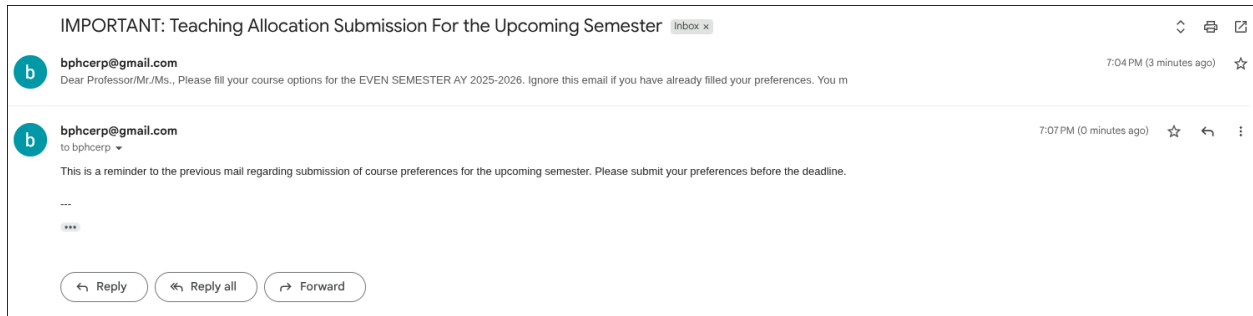 IMPORTANT: Teaching Allocation Submission For the Upcoming Semester Inbox ×
b
bphcerp@gmail.com 7:04 PM (3 minutes ago)
Dear Professor/Mr./Ms., Please fill your course options for the EVEN SEMESTER AY 2025-2026. Ignore this email if you have already filled your preferences. You m
b
bphcerp@gmail.com 7:07 PM (0 minutes ago)
to bphcerp
This is a reminder to the previous mail regarding submission of course preferences for the upcoming semester. Please submit your preferences before the deadline.
---
•••
Reply Reply all Forward